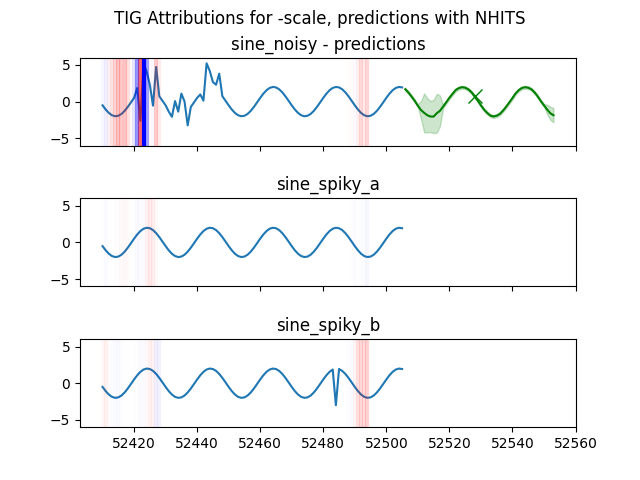 TIG Attributions for -scale, predictions with NHITS
sine_noisy - predictions
5
0
−5
sine_spiky_a
5
0
−5
sine_spiky_b
5
0
−5
52420 52440 52460 52480 52500 52520 52540 52560